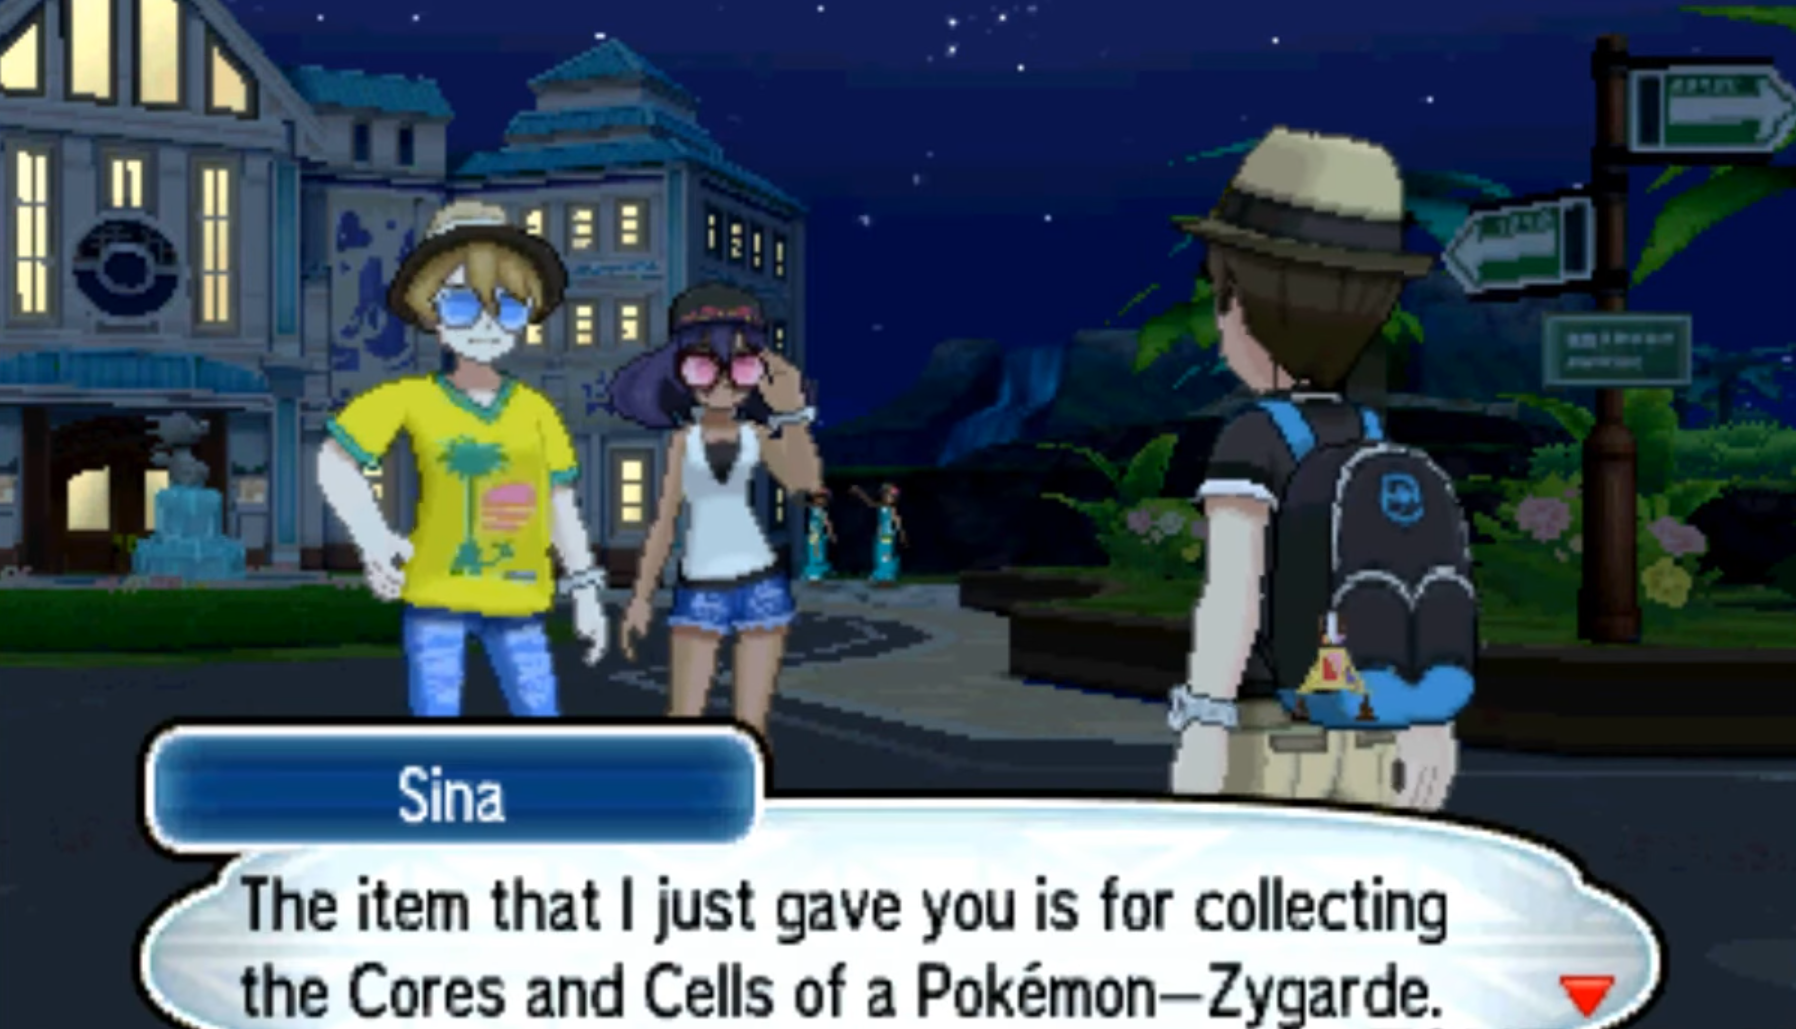 Sina
The item that I just gave you is for collecting
the Cores and Cells of a Pokémon—Zygarde.